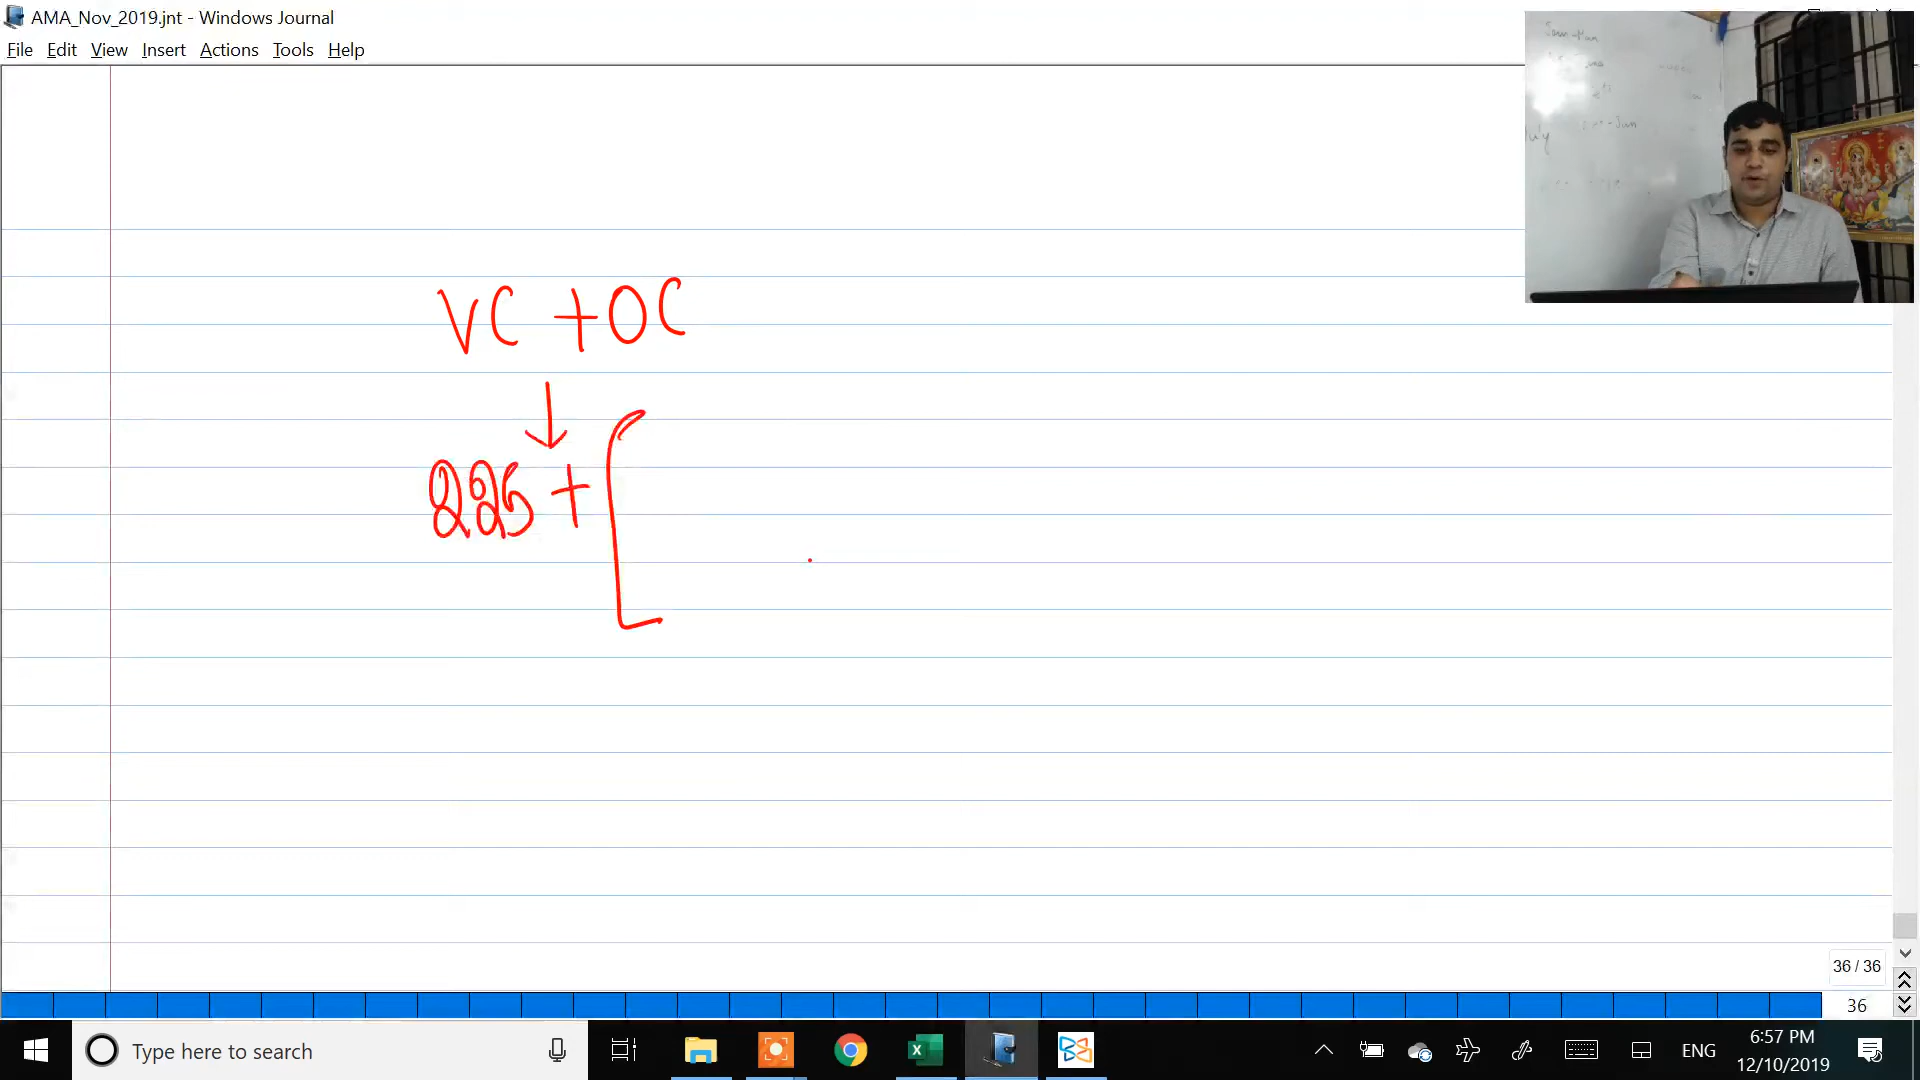 AMA_Nov_2019.jnt - Windows Journal
File Edit View Insert Actions Tools Help
VC + OC
225 + [
36 / 36
36
Type here to search
ENG
6:57 PM
12/10/2019